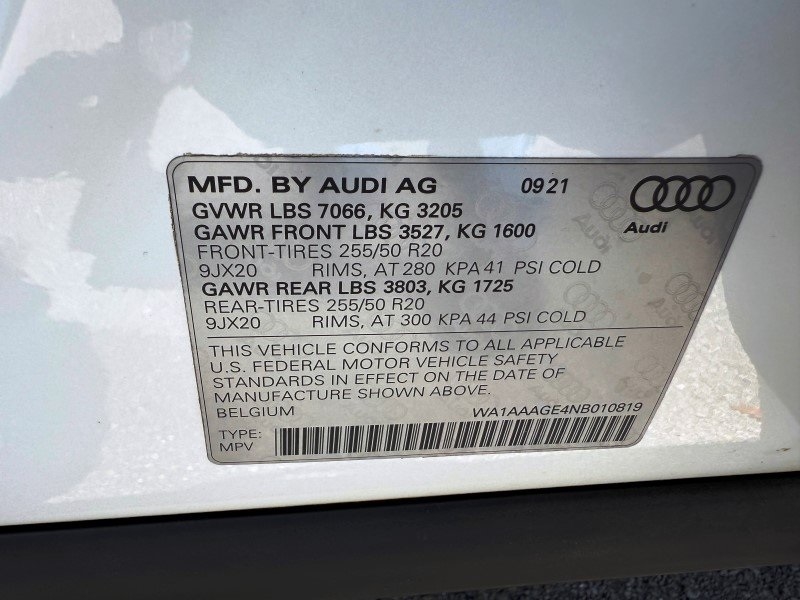 MFD. BY AUDI AG 09 21
GVWR LBS 7066, KG 3205
GAWR FRONT LBS 3527, KG 1600
Audi
FRONT-TIRES 255/50 R20
9JX20 RIMS, AT 280 KPA 41 PSI COLD
GAWR REAR LBS 3803, KG 1725
REAR-TIRES 255/50 R20
9JX20 RIMS, AT 300 KPA 44 PSI COLD
THIS VEHICLE CONFORMS TO ALL APPLICABLE
U.S. FEDERAL MOTOR VEHICLE SAFETY
STANDARDS IN EFFECT ON THE DATE OF
MANUFACTURE SHOWN ABOVE.
BELGIUM WA1AAAGE4NB010819
TYPE:
MPV